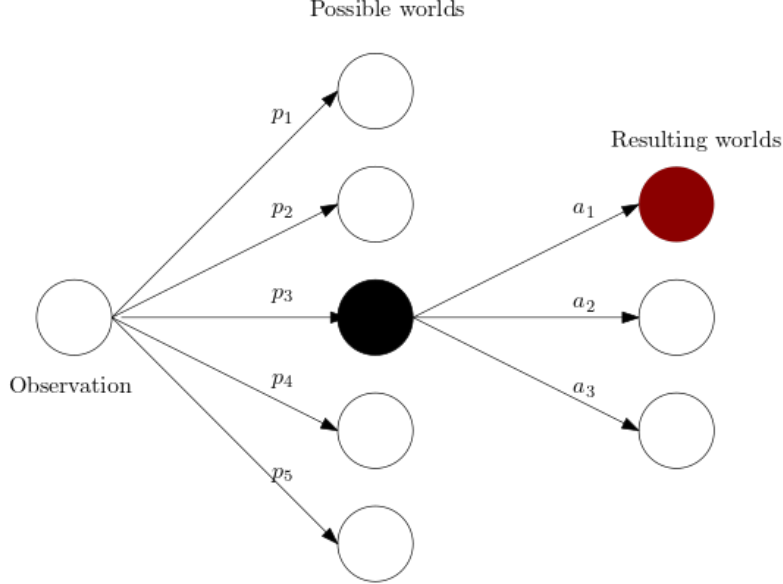 Possible worlds
p₁
Resulting worlds
p₂
a₁
p₃
a₂
Observation
p₄
a₃
p₅